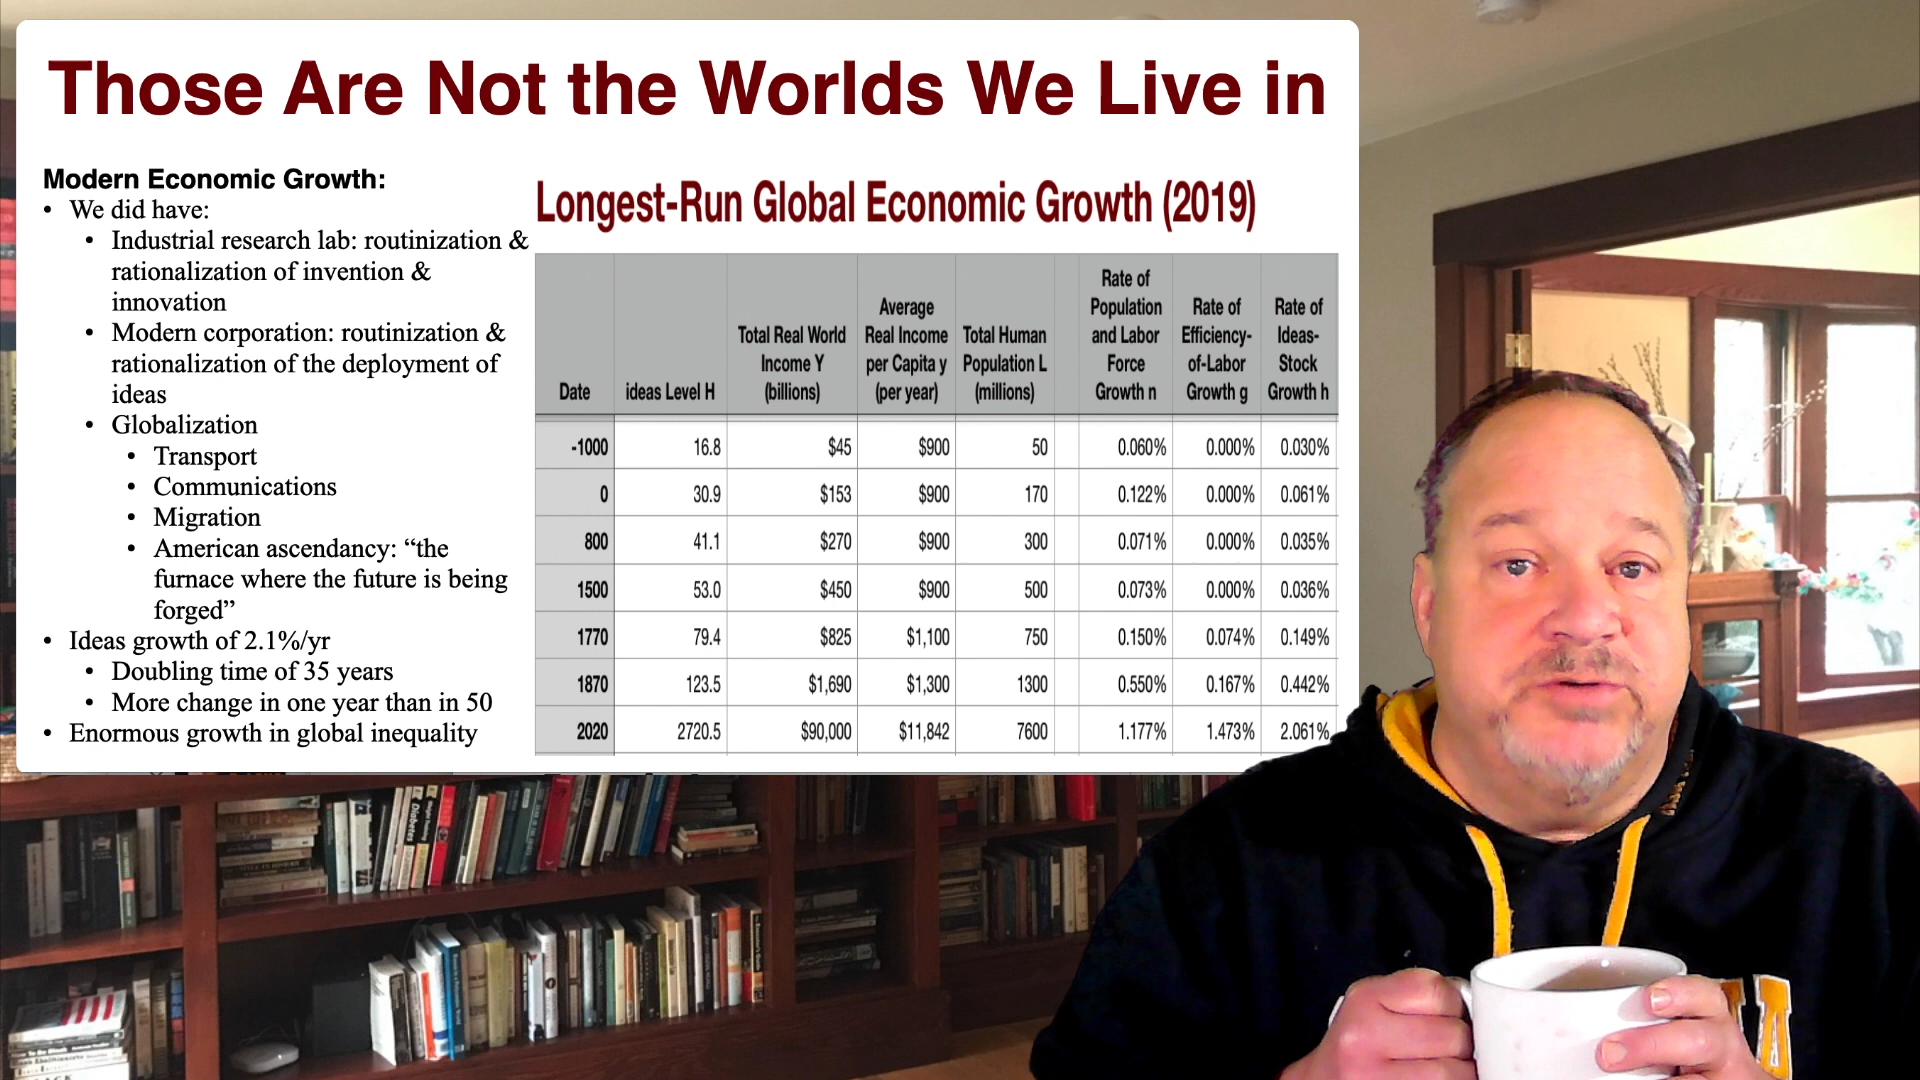 Those Are Not the Worlds We Live in
Modern Economic Growth:
• We did have:
• Industrial research lab: routinization &
rationalization of invention &
innovation
• Modern corporation: routinization &
rationalization of the deployment of
ideas
• Globalization
• Transport
• Communications
• Migration
• American ascendancy: “the
furnace where the future is being
forged”
• Ideas growth of 2.1%/yr
• Doubling time of 35 years
• More change in one year than in 50
• Enormous growth in global inequality
Longest-Run Global Economic Growth (2019)
Date ideas Level H Total Real World Income Y (billions) Average Real Income per Capita y (per year) Total Human Population L (millions) Rate of Population and Labor Force Growth n Rate of Efficiency-of-Labor Growth g Rate of Ideas-Stock Growth h
-1000 16.8 $45 $900 50 0.060% 0.000% 0.030%
0 30.9 $153 $900 170 0.122% 0.000% 0.061%
800 41.1 $270 $900 300 0.071% 0.000% 0.035%
1500 53.0 $450 $900 500 0.073% 0.000% 0.036%
1770 79.4 $825 $1,100 750 0.150% 0.074% 0.149%
1870 123.5 $1,690 $1,300 1300 0.550% 0.167% 0.442%
2020 2720.5 $90,000 $11,842 7600 1.177% 1.473% 2.061%
Diabetes